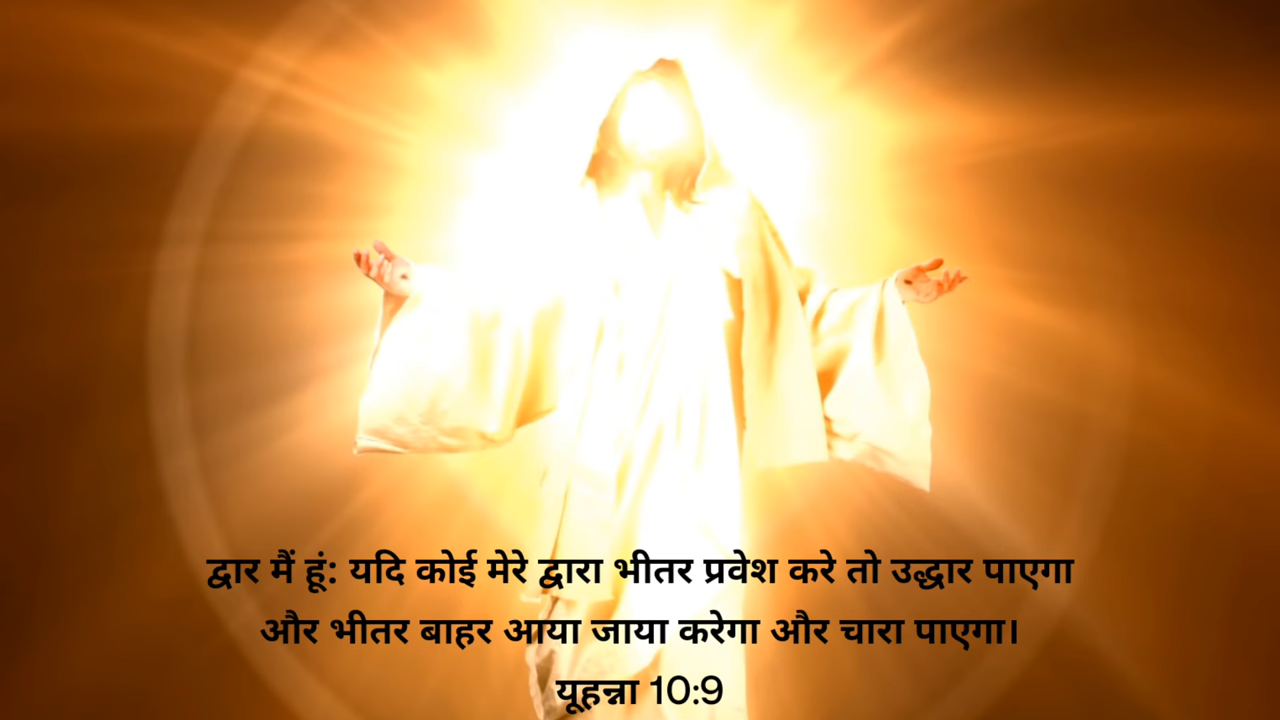 द्वार मैं हूं: यदि कोई मेरे द्वारा भीतर प्रवेश करे तो उद्धार पाएगा
और भीतर बाहर आया जाया करेगा और चारा पाएगा।
यूहन्ना 10:9